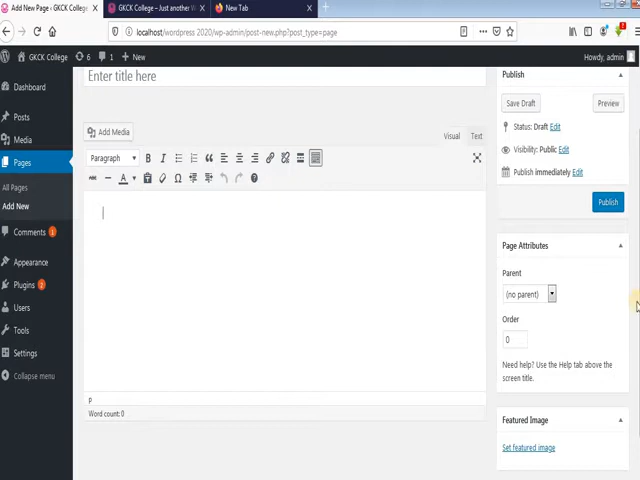 Add New Page ‹ GKCK College
GKCK College – Just another W
New Tab
localhost/wordpress 2020/wp-admin/post-new.php?post_type=page
GKCK College
6
1
New
Howdy, admin
Dashboard
Posts
Media
Pages
All Pages
Add New
Comments 1
Appearance
Plugins 2
Users
Tools
Settings
Collapse menu
Enter title here
Add Media
Visual
Text
Paragraph
B
I
ABC
A
Ω
p
Word count: 0
Publish
Save Draft
Preview
Status: Draft Edit
Visibility: Public Edit
Publish immediately Edit
Publish
Page Attributes
Parent
(no parent)
Order
0
Need help? Use the Help tab above the
screen title.
Featured Image
Set featured image